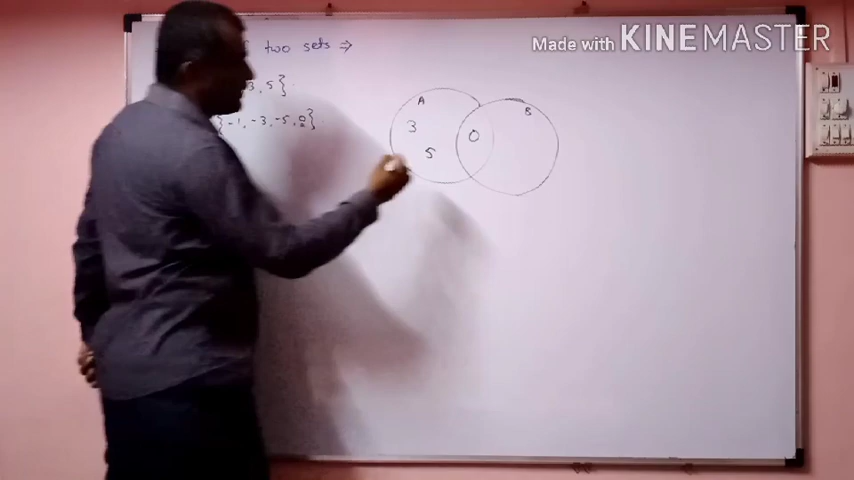 Made with KINEMASTER
two sets ⇒
3, 5}
{-1, -3, -5, 0}
A
B
3
0
5